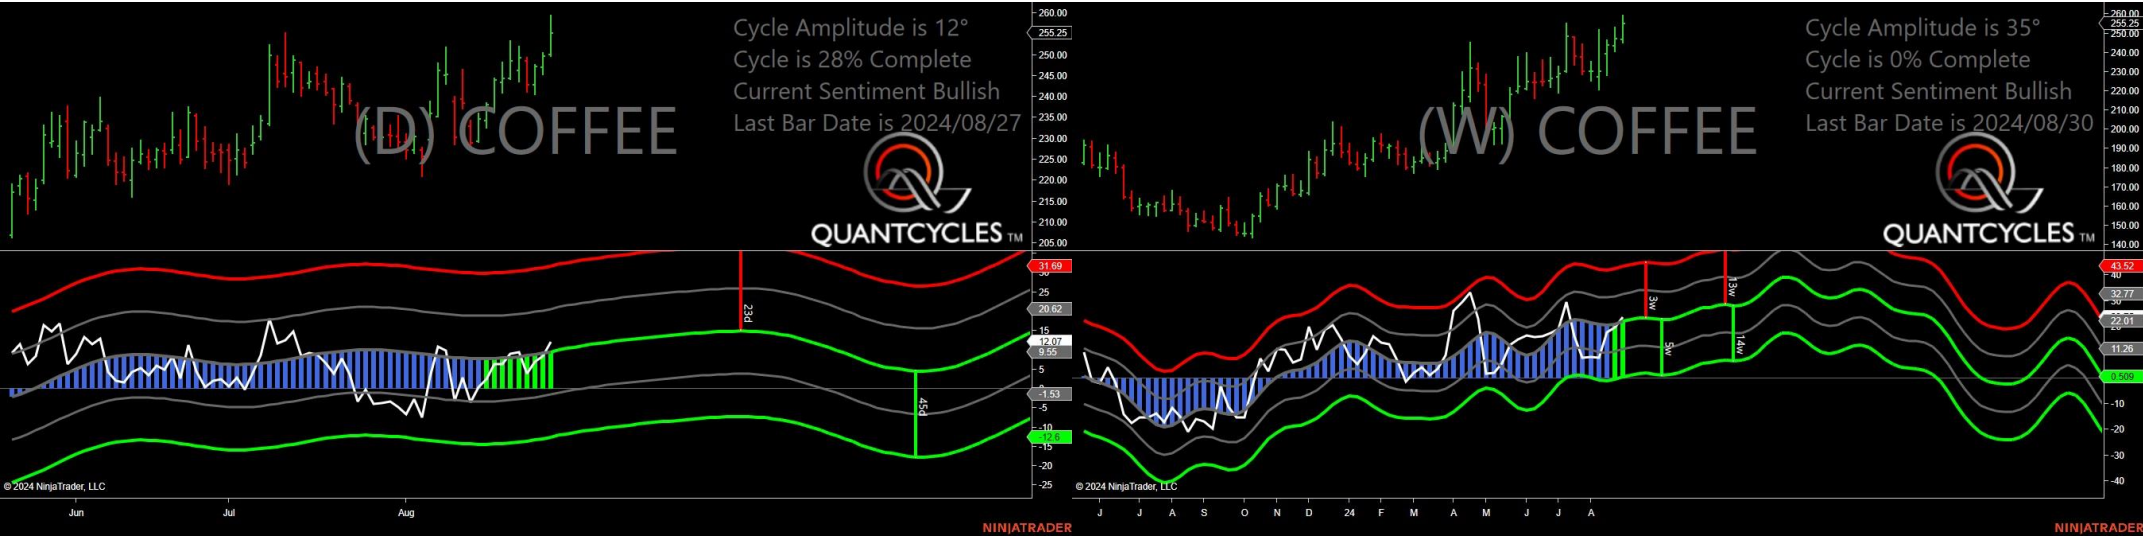 Cycle Amplitude is 12°
Cycle is 28% Complete
Current Sentiment Bullish
Last Bar Date is 2024/08/27
(D) COFFEE
QUANTCYCLES TM
260.00
255.25
250.00
245.00
240.00
235.00
230.00
225.00
220.00
215.00
210.00
205.00
31.69
30
25
20.62
15
12.07
9.55
5
-1.53
-5
-10
-12.6
-15
-20
-25
23d
45d
© 2024 NinjaTrader, LLC
Jun
Jul
Aug
NINJATRADER
Cycle Amplitude is 35°
Cycle is 0% Complete
Current Sentiment Bullish
Last Bar Date is 2024/08/30
(W) COFFEE
QUANTCYCLES TM
260.00
255.25
250.00
240.00
230.00
220.00
210.00
200.00
190.00
180.00
170.00
160.00
150.00
140.00
43.52
40
32.77
30
22.01
11.26
0.509
-10
-20
-30
-40
3w
13w
5w
14w
© 2024 NinjaTrader, LLC
J
J
A
S
O
N
D
24
F
M
A
M
J
J
A
NINJATRADER